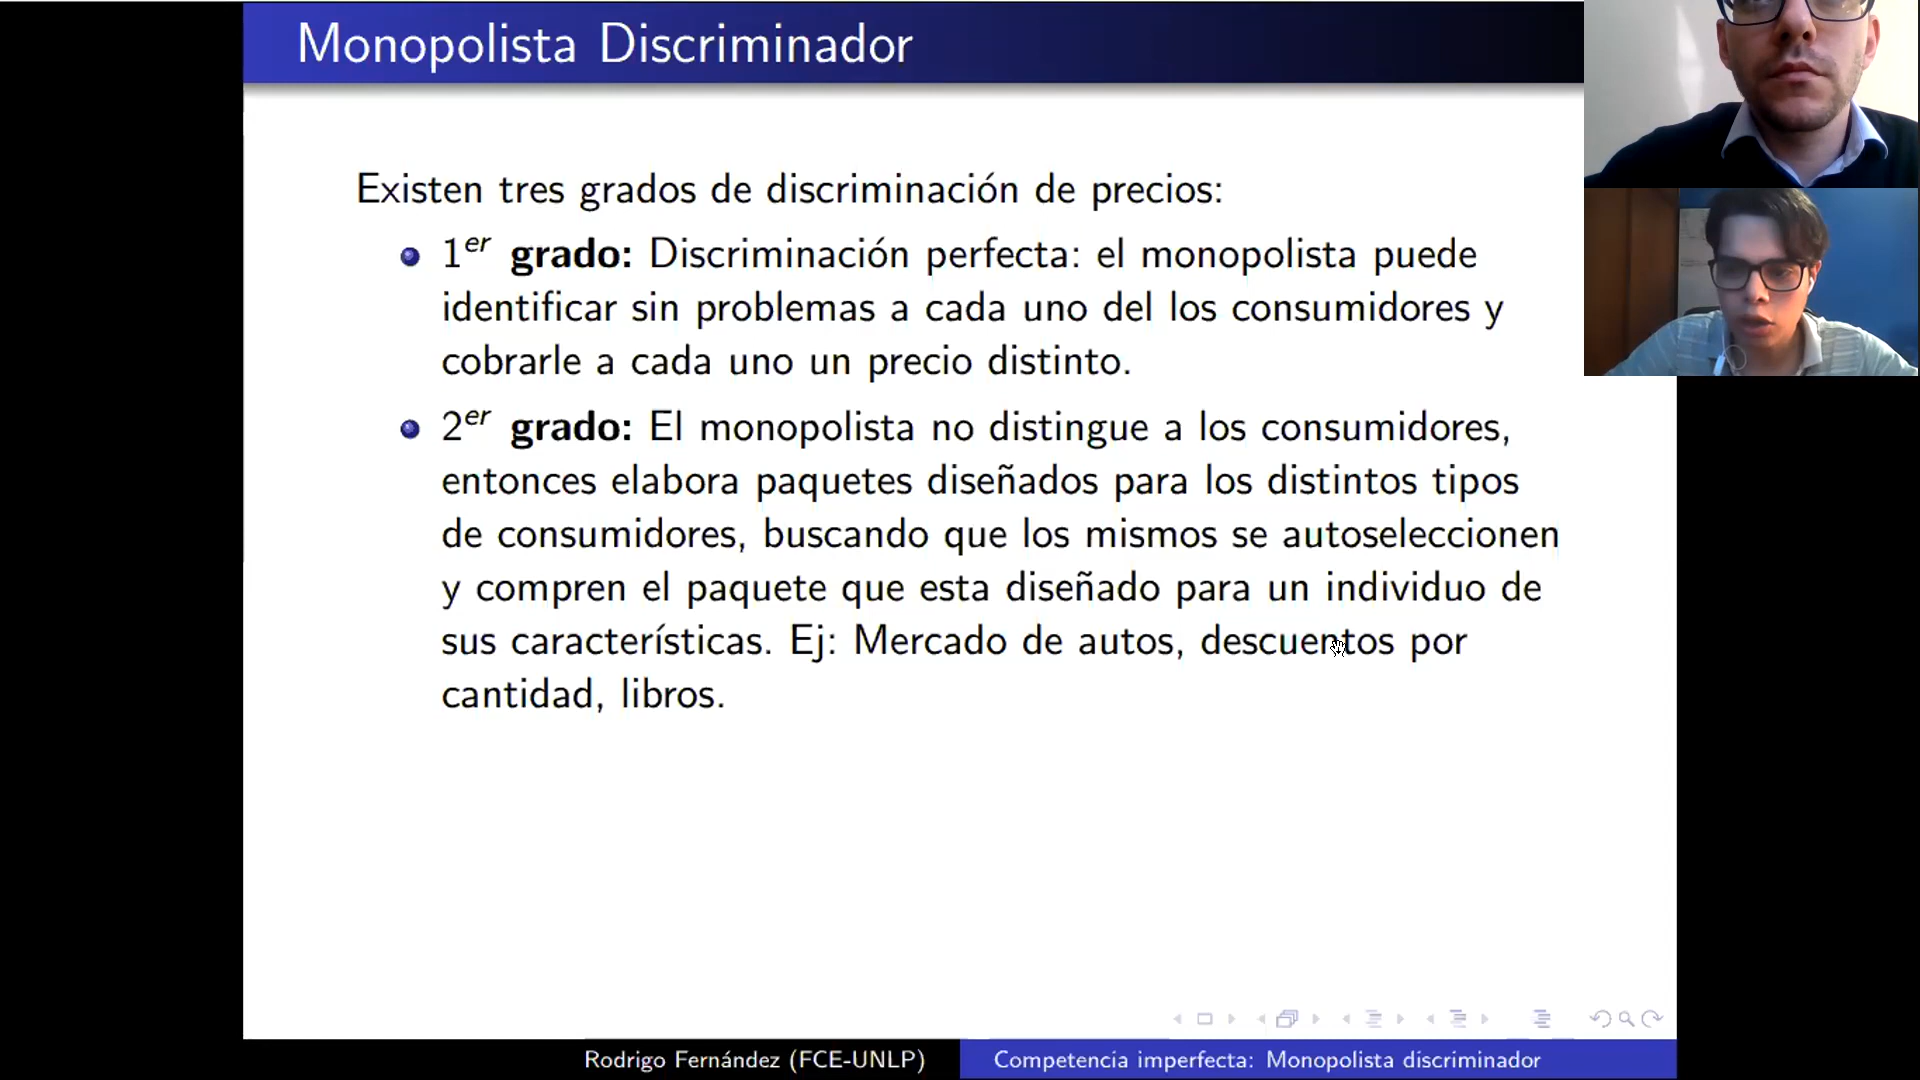 Monopolista Discriminador
Existen tres grados de discriminación de precios:
1er grado: Discriminación perfecta: el monopolista puede
identificar sin problemas a cada uno del los consumidores y
cobrarle a cada uno un precio distinto.
2er grado: El monopolista no distingue a los consumidores,
entonces elabora paquetes diseñados para los distintos tipos
de consumidores, buscando que los mismos se autoseleccionen
y compren el paquete que esta diseñado para un individuo de
sus características. Ej: Mercado de autos, descuentos por
cantidad, libros.
Rodrigo Fernández (FCE-UNLP)
Competencia imperfecta: Monopolista discriminador